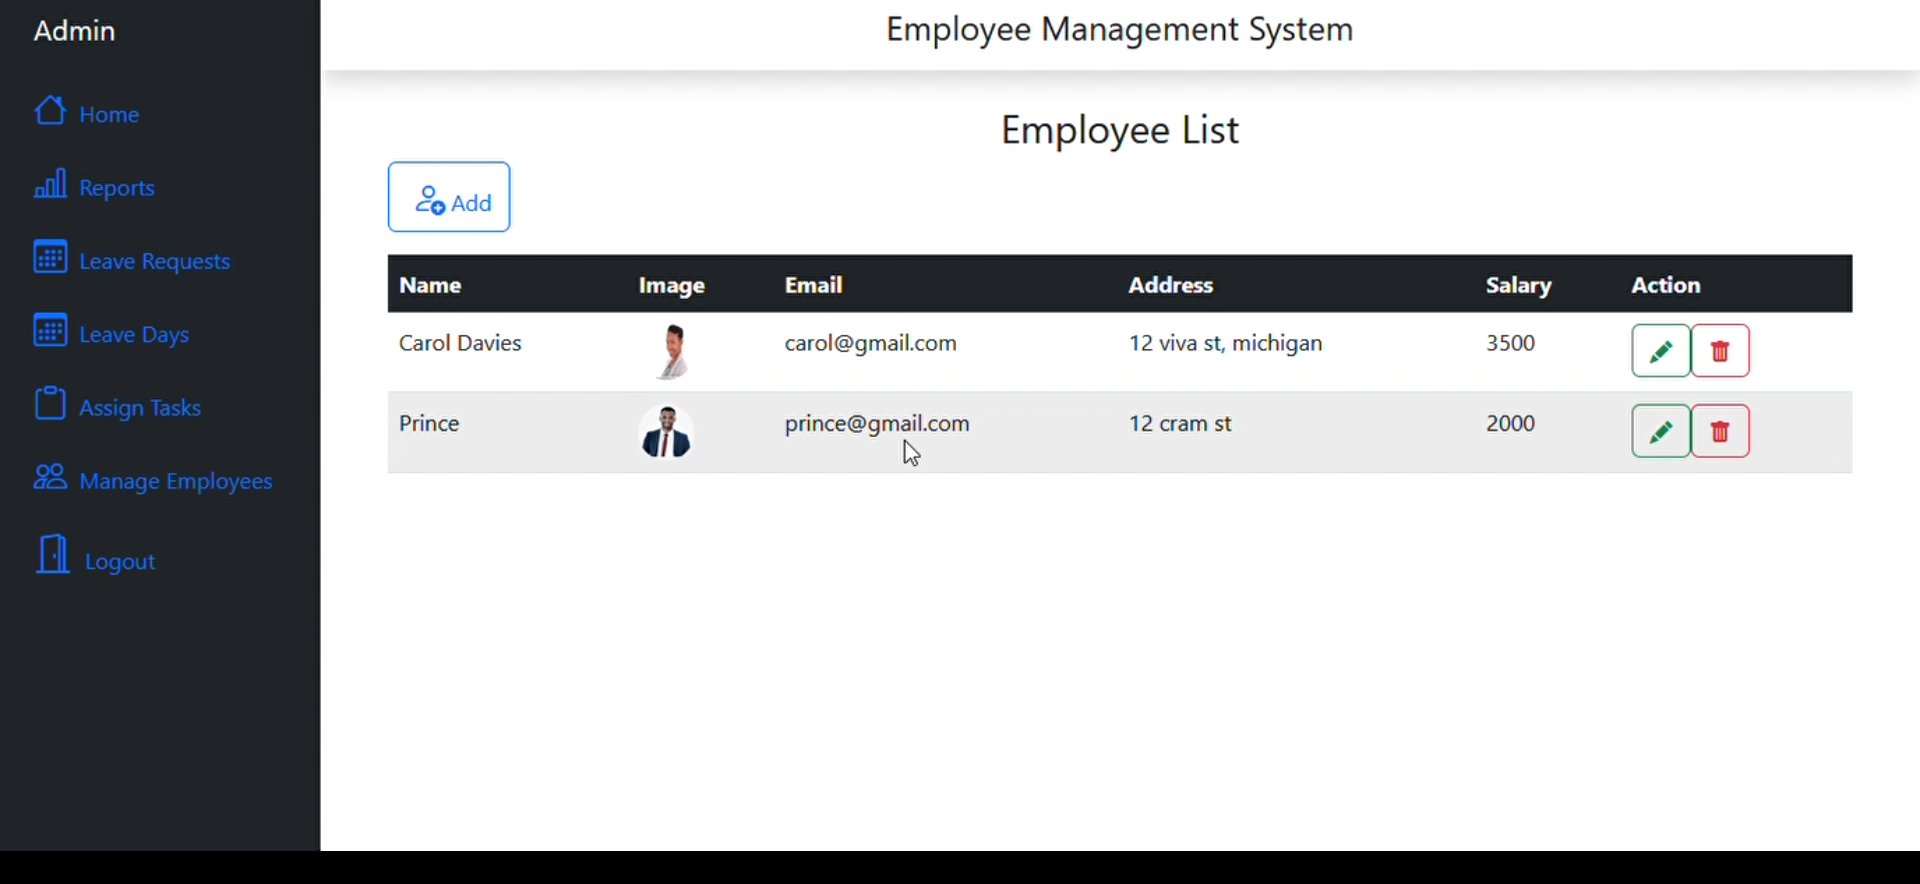 Admin
Home
Reports
Leave Requests
Leave Days
Assign Tasks
Manage Employees
Logout
Employee Management System
Employee List
Add
Name Image Email Address Salary Action
Carol Davies carol@gmail.com 12 viva st, michigan 3500
Prince prince@gmail.com 12 cram st 2000